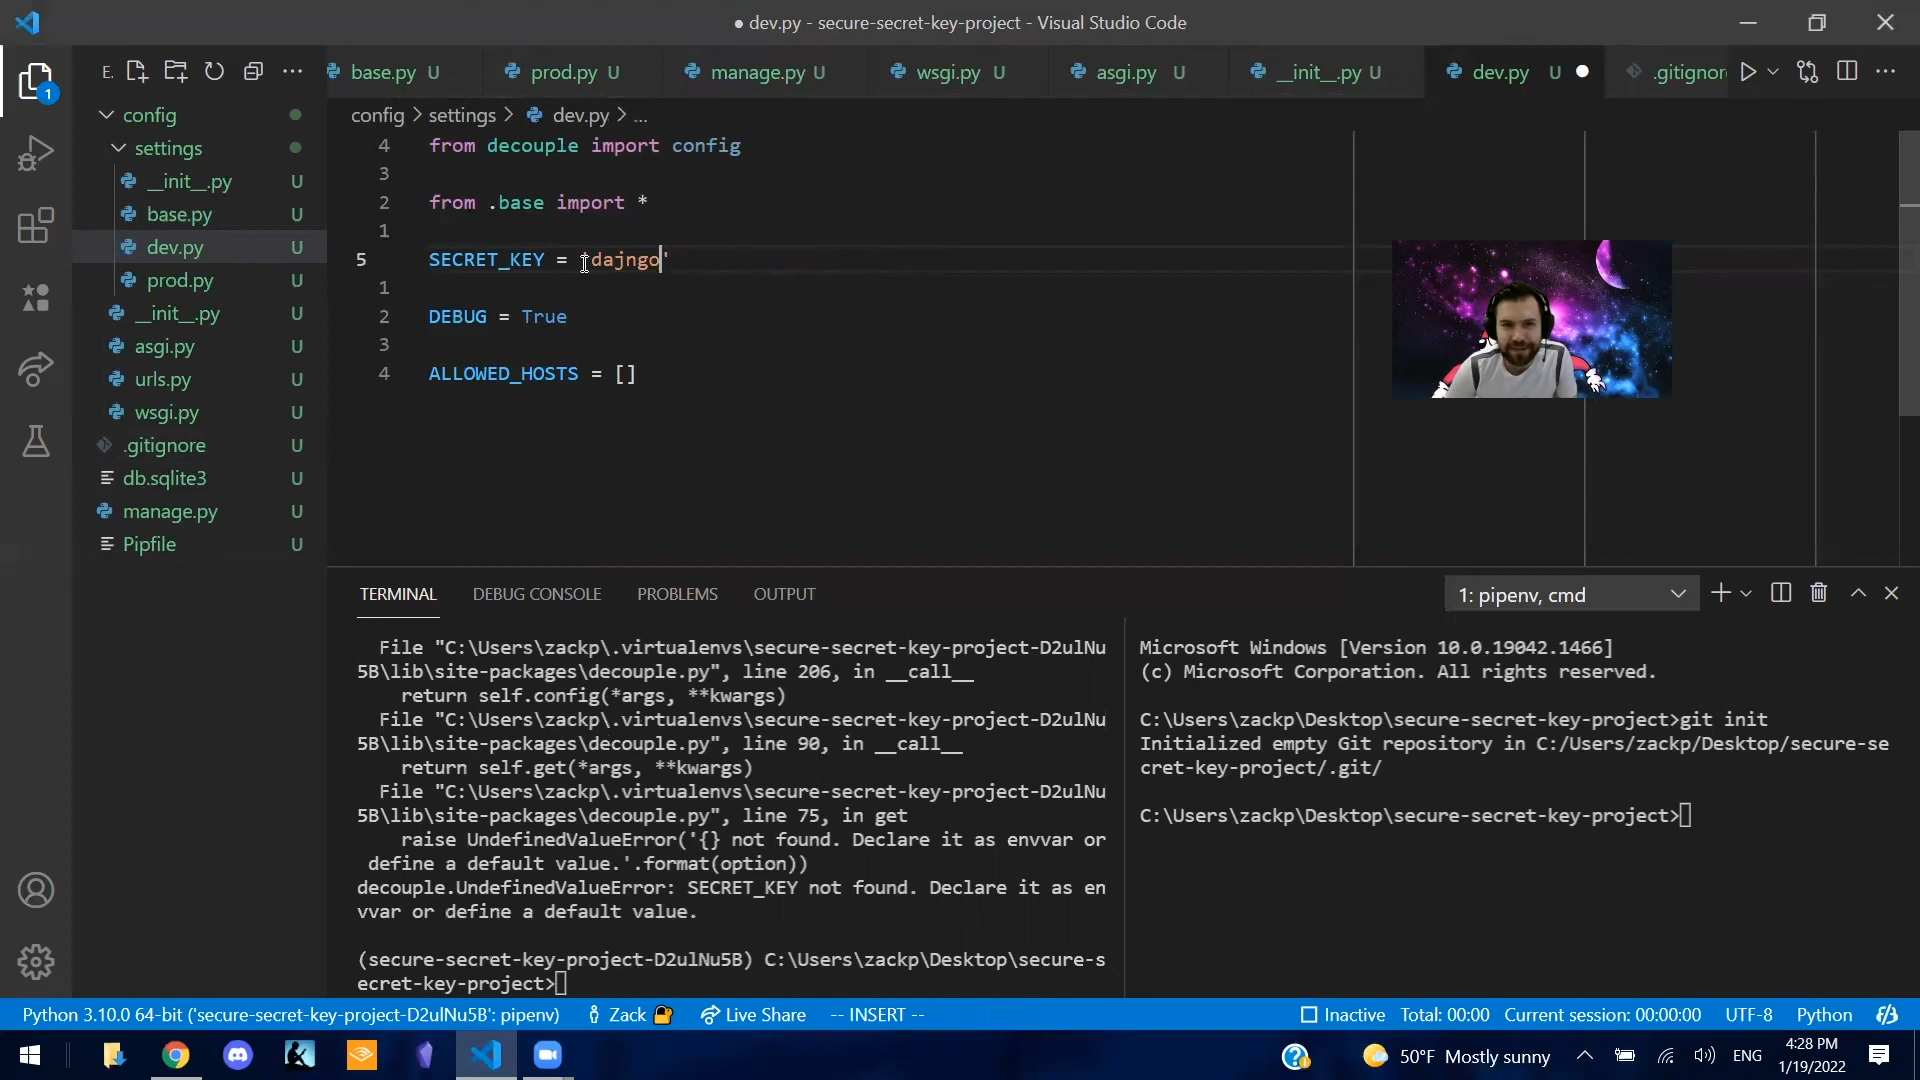 ● dev.py - secure-secret-key-project - Visual Studio Code
E.
base.py U
prod.py U
manage.py U
wsgi.py U
asgi.py U
__init__.py U
dev.py U
.gitignor
1
config
settings
__init__.py U
base.py U
dev.py U
prod.py U
__init__.py U
asgi.py U
urls.py U
wsgi.py U
.gitignore U
db.sqlite3 U
manage.py U
Pipfile U
config > settings > dev.py > ...
4 from decouple import config
3
2 from .base import *
1
5 SECRET_KEY = 'dajngo'
1
2 DEBUG = True
3
4 ALLOWED_HOSTS = []
TERMINAL DEBUG CONSOLE PROBLEMS OUTPUT
1: pipenv, cmd
File "C:\Users\zackp\.virtualenvs\secure-secret-key-project-D2ulNu
5B\lib\site-packages\decouple.py", line 206, in __call__
return self.config(*args, **kwargs)
File "C:\Users\zackp\.virtualenvs\secure-secret-key-project-D2ulNu
5B\lib\site-packages\decouple.py", line 90, in __call__
return self.get(*args, **kwargs)
File "C:\Users\zackp\.virtualenvs\secure-secret-key-project-D2ulNu
5B\lib\site-packages\decouple.py", line 75, in get
raise UndefinedValueError('{} not found. Declare it as envvar or
define a default value.'.format(option))
decouple.UndefinedValueError: SECRET_KEY not found. Declare it as en
vvar or define a default value.
(secure-secret-key-project-D2ulNu5B) C:\Users\zackp\Desktop\secure-s
ecret-key-project>
Microsoft Windows [Version 10.0.19042.1466]
(c) Microsoft Corporation. All rights reserved.
C:\Users\zackp\Desktop\secure-secret-key-project>git init
Initialized empty Git repository in C:/Users/zackp/Desktop/secure-se
cret-key-project/.git/
C:\Users\zackp\Desktop\secure-secret-key-project>
Python 3.10.0 64-bit ('secure-secret-key-project-D2ulNu5B': pipenv) Zack Live Share -- INSERT -- Inactive Total: 00:00 Current session: 00:00:00 UTF-8 Python
50°F Mostly sunny ENG
4:28 PM
1/19/2022